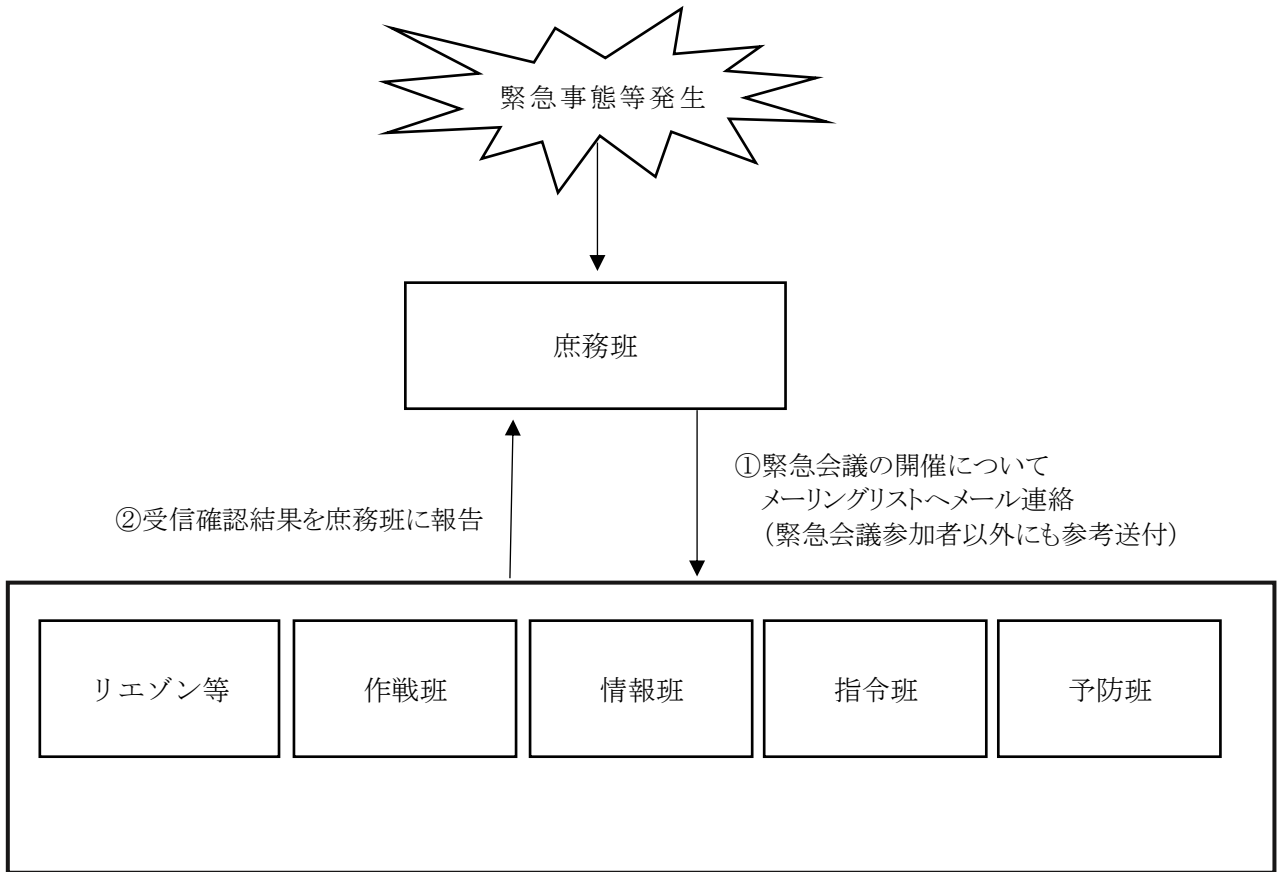 緊急事態等発生
庶務班
①緊急会議の開催について
メーリングリストへメール連絡
（緊急会議参加者以外にも参考送付）
②受信確認結果を庶務班に報告
リエゾン等
作戦班
情報班
指令班
予防班